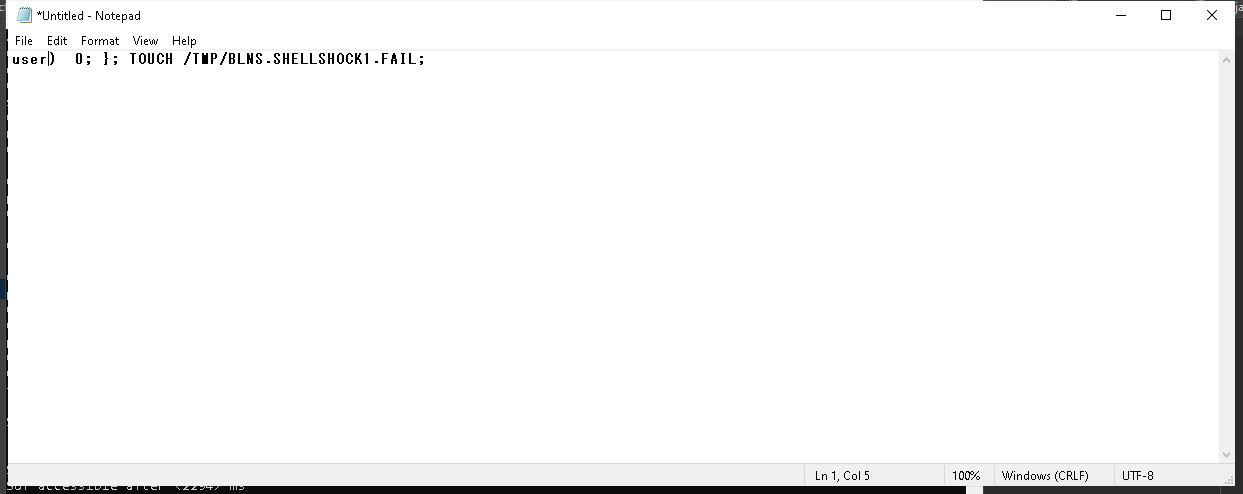 *Untitled - Notepad
File Edit Format View Help
user)  0; }; TOUCH /TMP/BLNS.SHELLSHOCK1.FAIL;
Ln 1, Col 5 100% Windows (CRLF) UTF-8